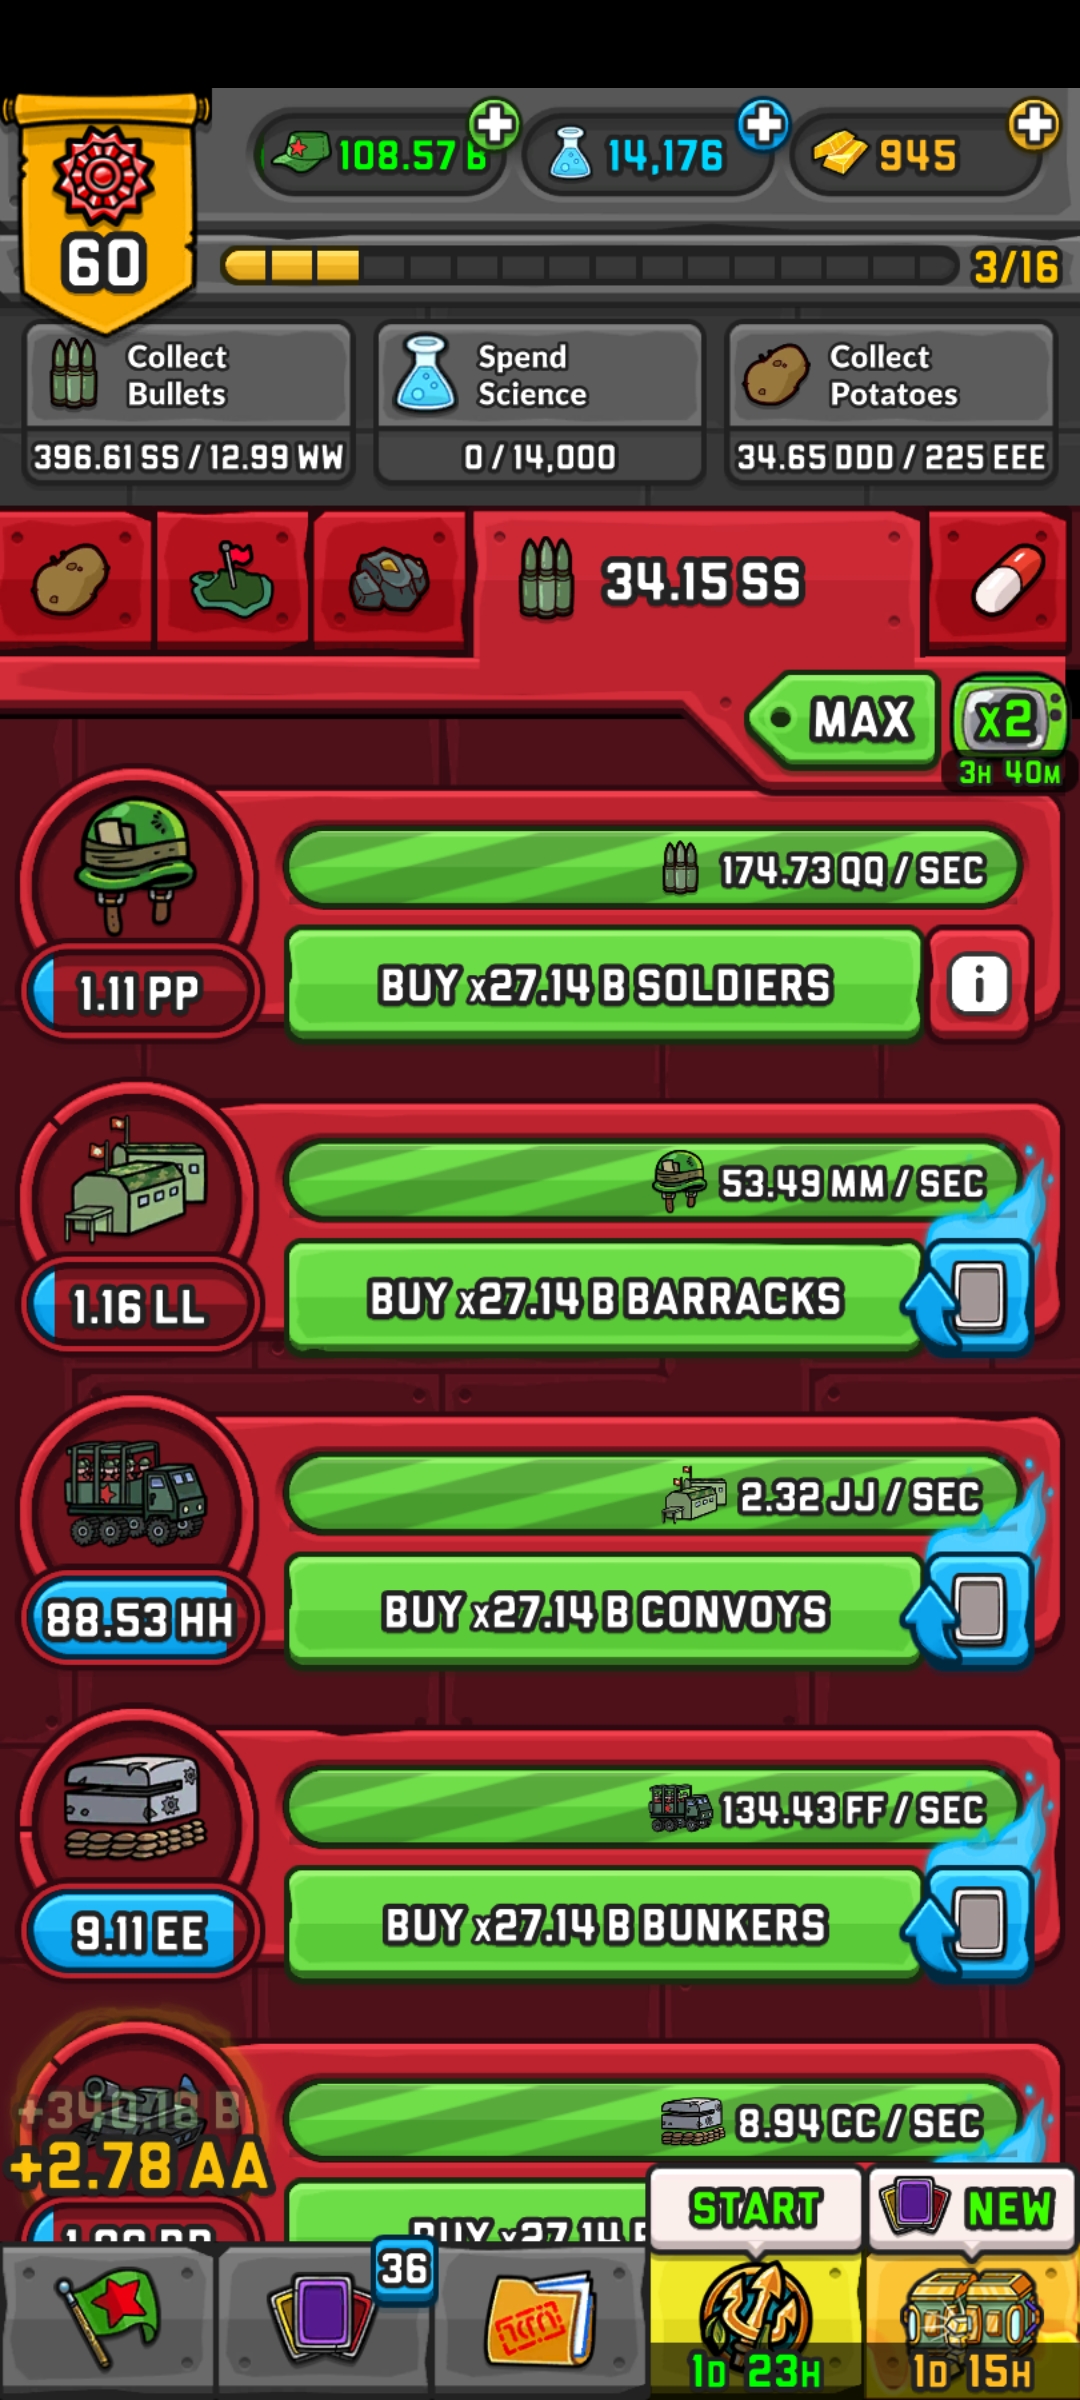 108.57 B
14,176
945
60
3/16
Collect
Bullets
396.61 SS / 12.99 WW
Spend
Science
0 / 14,000
Collect
Potatoes
34.65 DDD / 225 EEE
34.15 SS
MAX
x2
3H 40M
174.73 QQ / SEC
1.11 PP
BUY x27.14 B SOLDIERS
i
53.49 MM / SEC
1.16 LL
BUY x27.14 B BARRACKS
2.32 JJ / SEC
88.53 HH
BUY x27.14 B CONVOYS
134.43 FF / SEC
9.11 EE
BUY x27.14 B BUNKERS
+340.18 B
+2.78 AA
8.94 CC / SEC
BUY x27.14
START
NEW
36
1D 23H
1D 15H